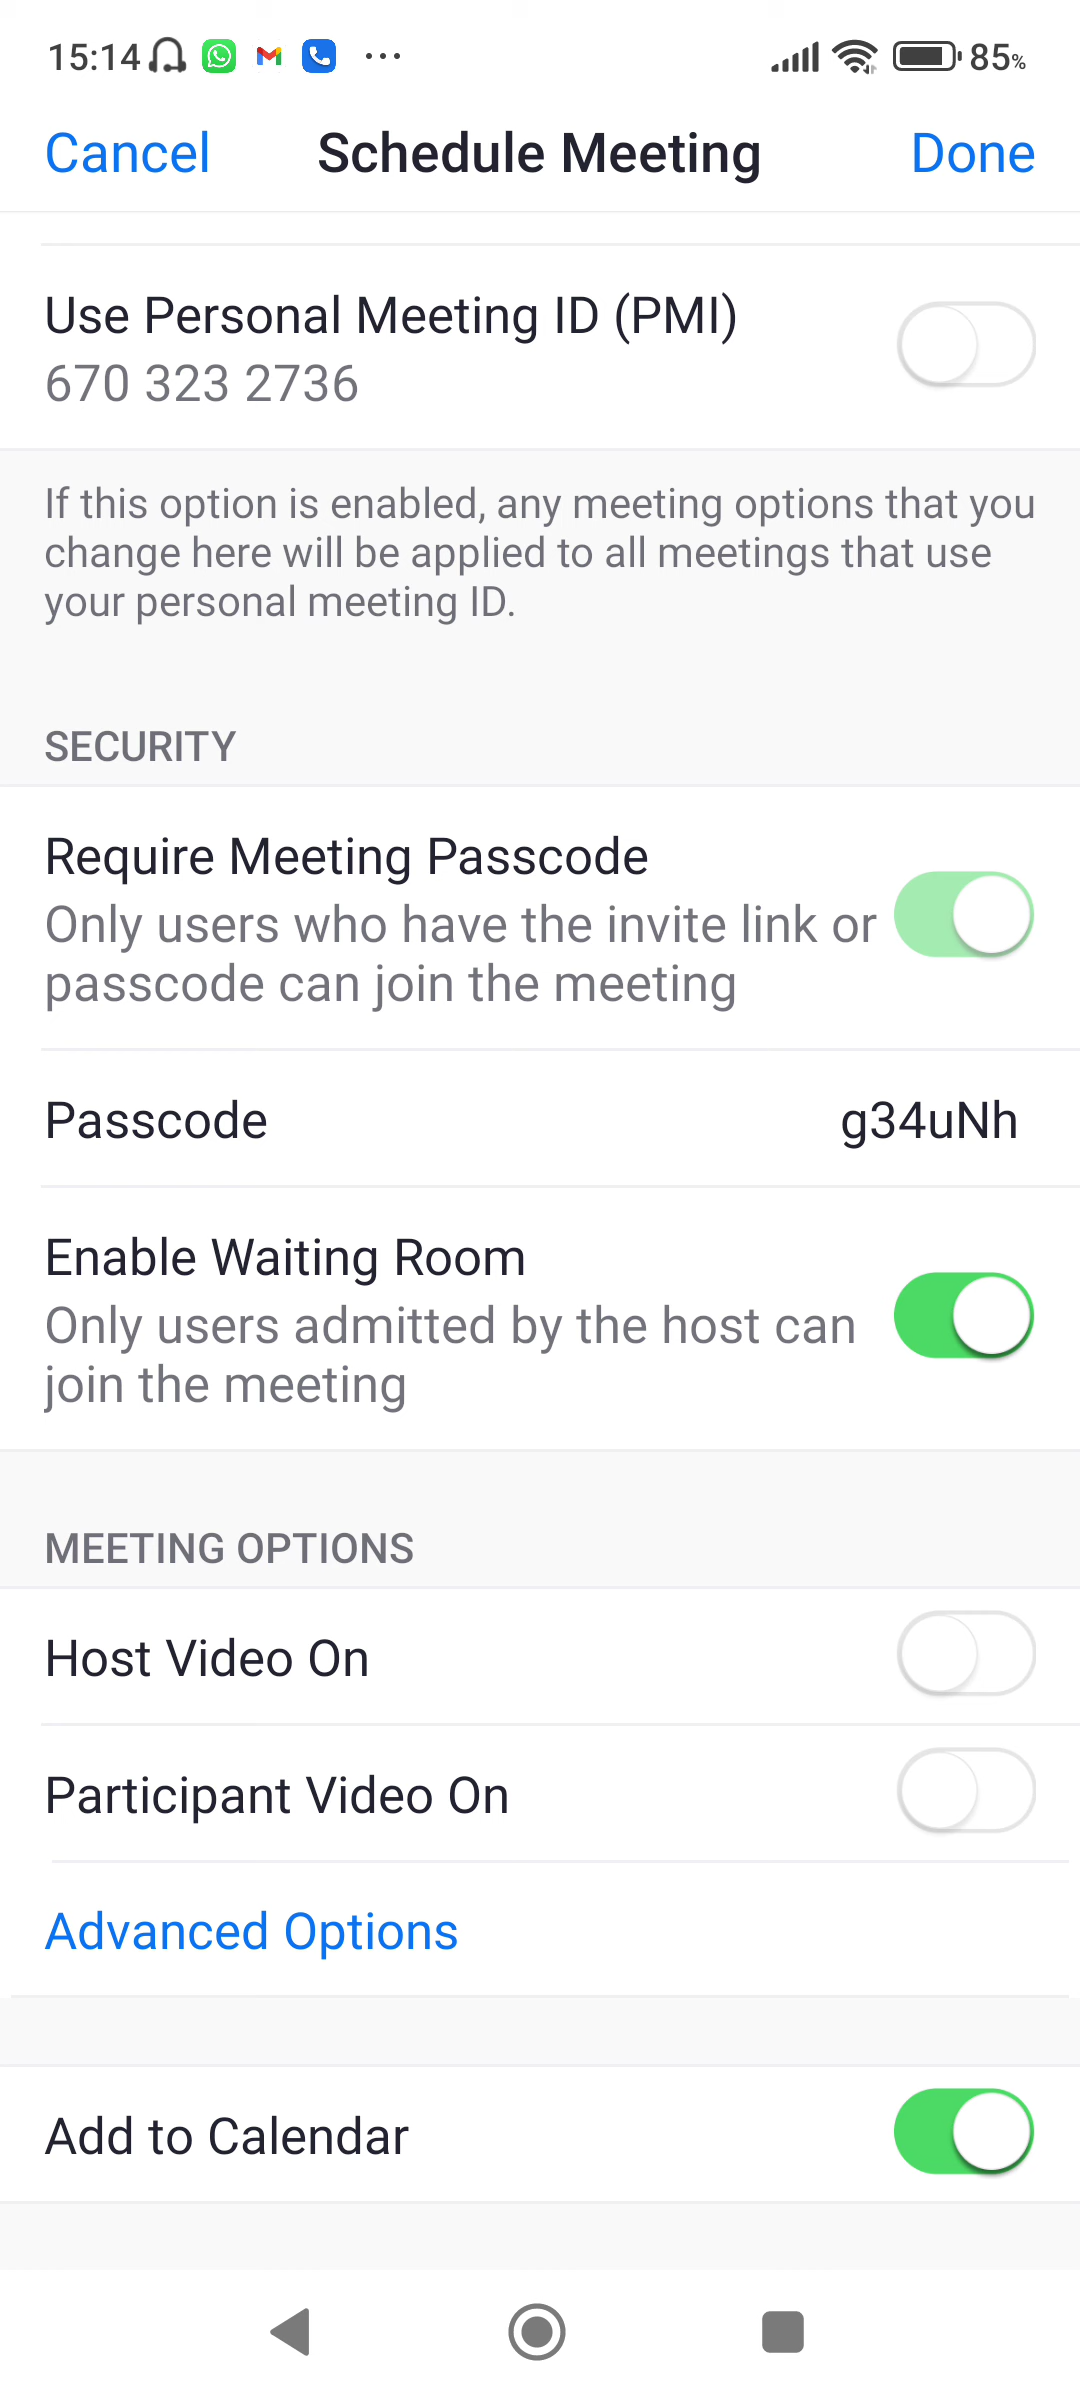 15:14 85%
Cancel Schedule Meeting Done
Use Personal Meeting ID (PMI)
670 323 2736
If this option is enabled, any meeting options that you
change here will be applied to all meetings that use
your personal meeting ID.
SECURITY
Require Meeting Passcode
Only users who have the invite link or
passcode can join the meeting
Passcode g34uNh
Enable Waiting Room
Only users admitted by the host can
join the meeting
MEETING OPTIONS
Host Video On
Participant Video On
Advanced Options
Add to Calendar